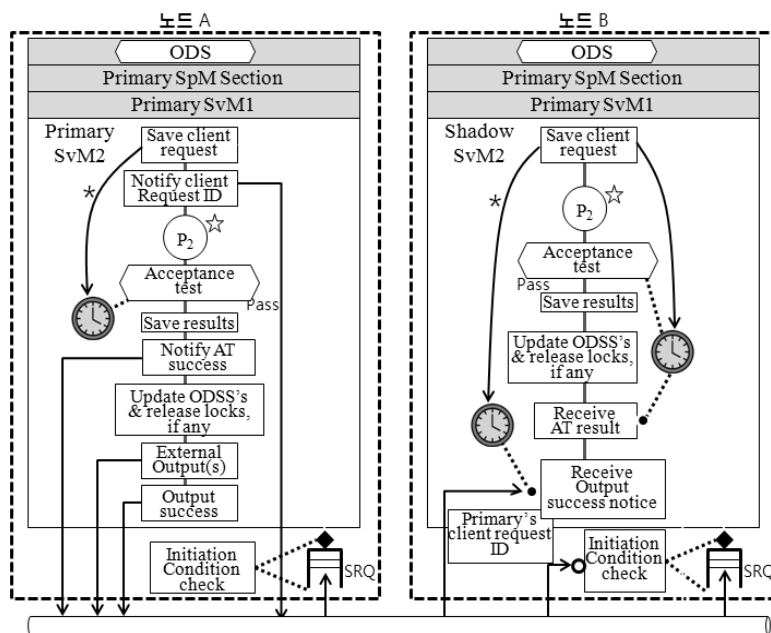 노드 A
ODS
Primary SpM Section
Primary SvM1
Primary
SvM2
Save client
request
*
Notify client
Request ID
P2
Acceptance
test
Pass
Save results
Notify AT
success
Update ODSS's
& release locks,
if any
External
Output(s)
Output
success
Initiation
Condition
check
SRQ
노드 B
ODS
Primary SpM Section
Primary SvM1
Shadow
SvM2
Save client
request
*
P2
Acceptance
test
Pass
Save results
Update ODSS's
& release locks,
if any
Receive
AT result
Receive
Output
success notice
Primary's
client request
ID
Initiation
Condition
check
SRQ